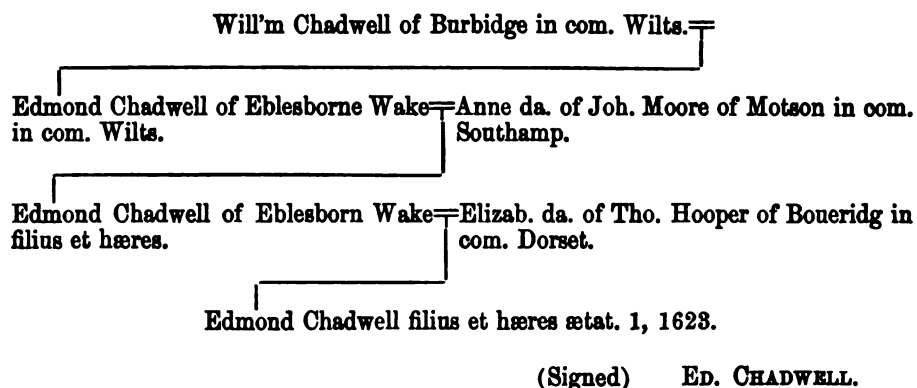 Will'm Chadwell of Burbidge in com. Wilts.
Edmond Chadwell of Eblesborne Wake=Anne da. of Joh. Moore of Motson in com.
in com. Wilts. Southamp.
Edmond Chadwell of Eblesborn Wake=Elizab. da. of Tho. Hooper of Boueridg in
filius et hæres. com. Dorset.
Edmond Chadwell filius et hæres ætat. 1, 1623.
(Signed) ED. CHADWELL.